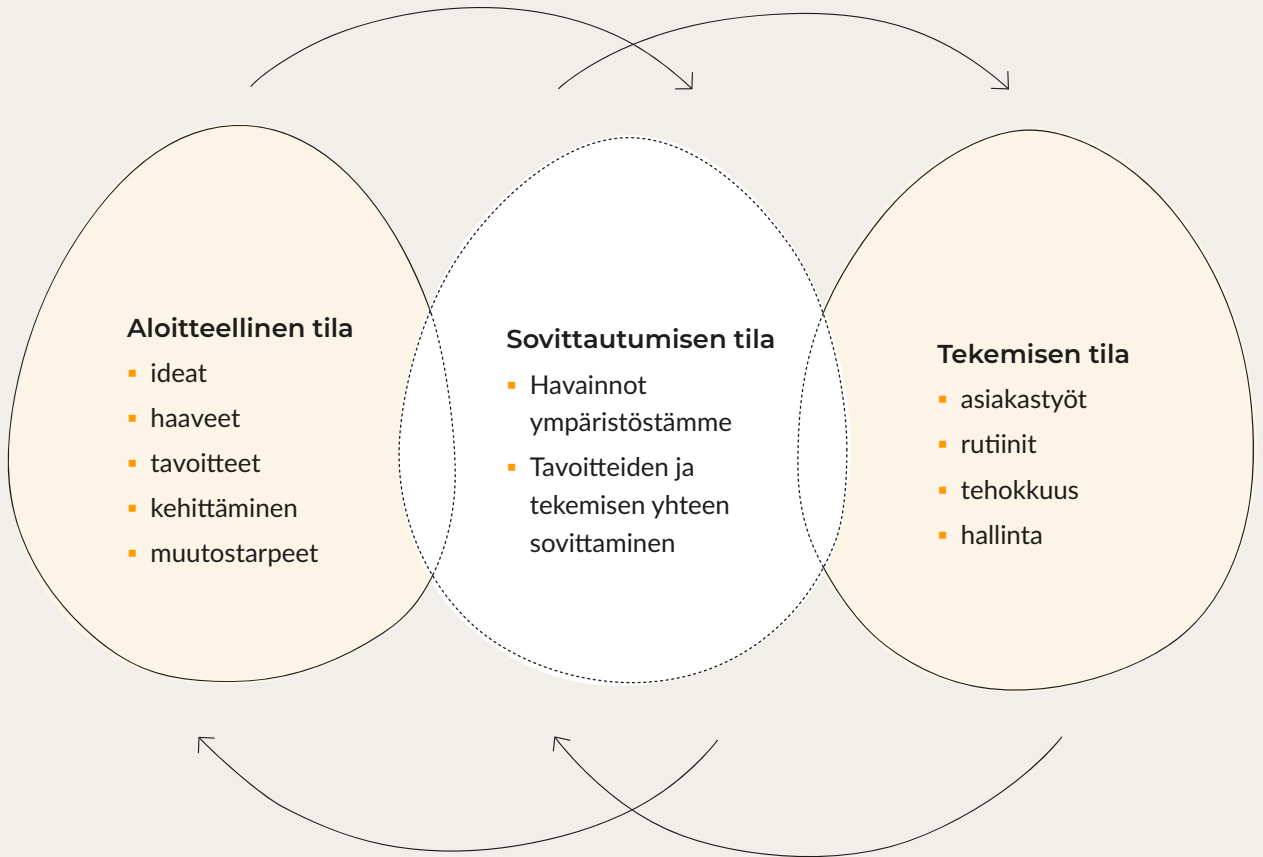 Aloitteellinen tila
▪ ideat
▪ haaveet
▪ tavoitteet
▪ kehittäminen
▪ muutostarpeet
Sovittautumisen tila
▪ Havainnot
ympäristöstämme
▪ Tavoitteiden ja
tekemisen yhteen
sovittaminen
Tekemisen tila
▪ asiakastyöt
▪ rutiinit
▪ tehokkuus
▪ hallinta